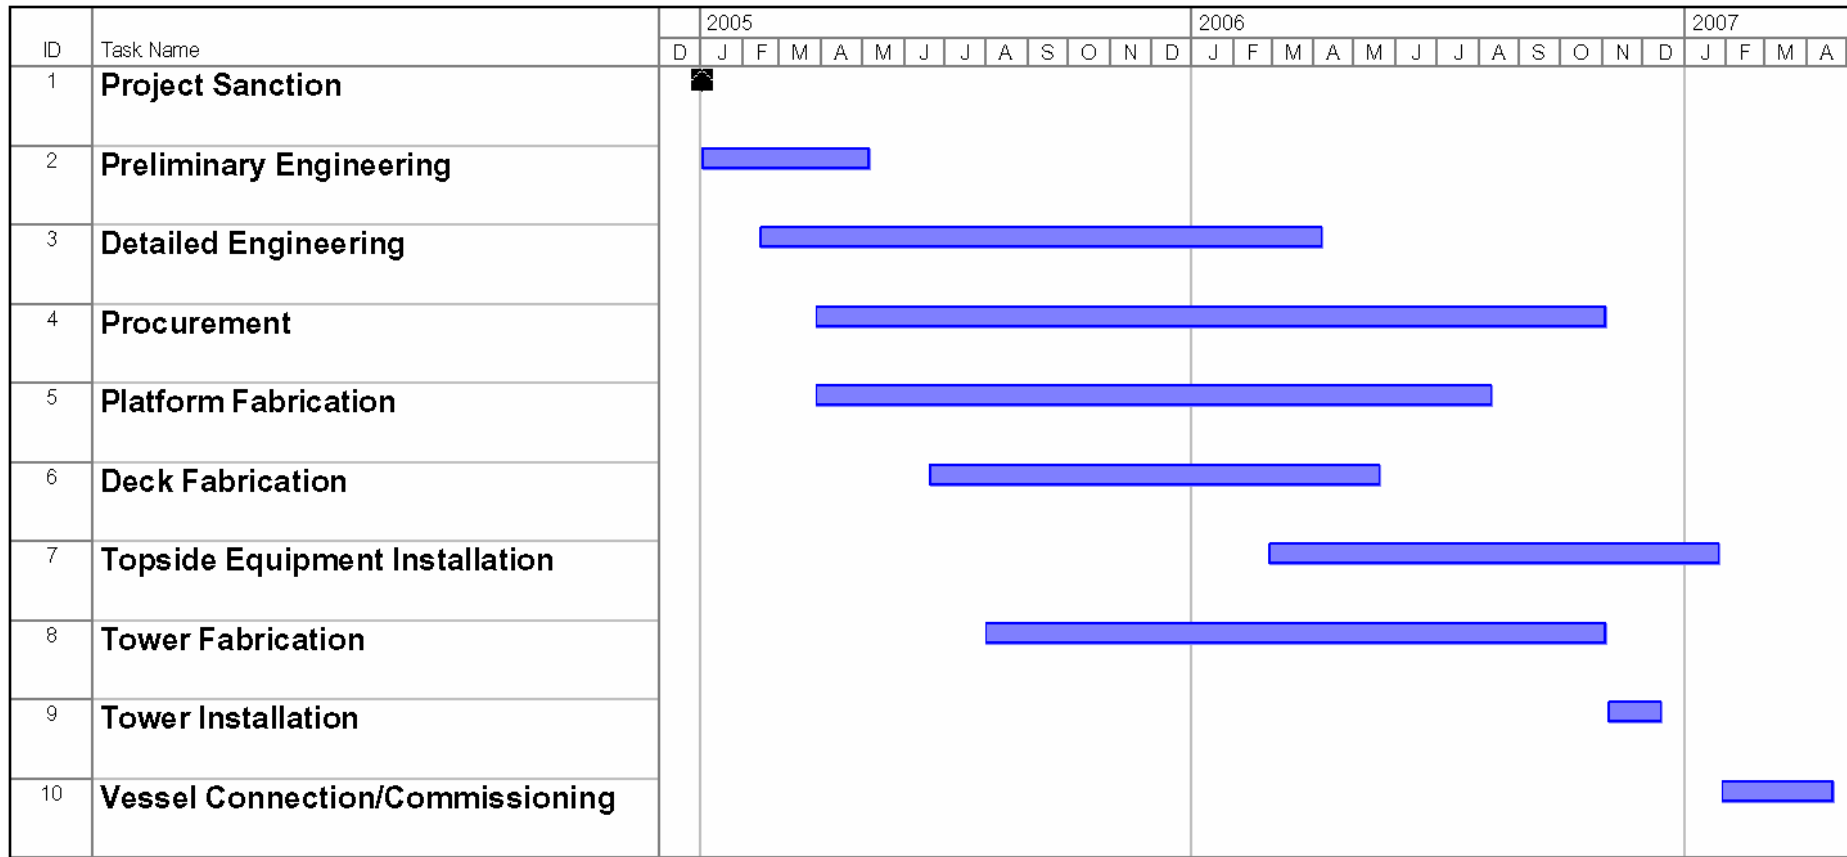 2005 2006 2007
ID Task Name D J F M A M J J A S O N D J F M A M J J A S O N D J F M A
1 Project Sanction
2 Preliminary Engineering
3 Detailed Engineering
4 Procurement
5 Platform Fabrication
6 Deck Fabrication
7 Topside Equipment Installation
8 Tower Fabrication
9 Tower Installation
10 Vessel Connection/Commissioning